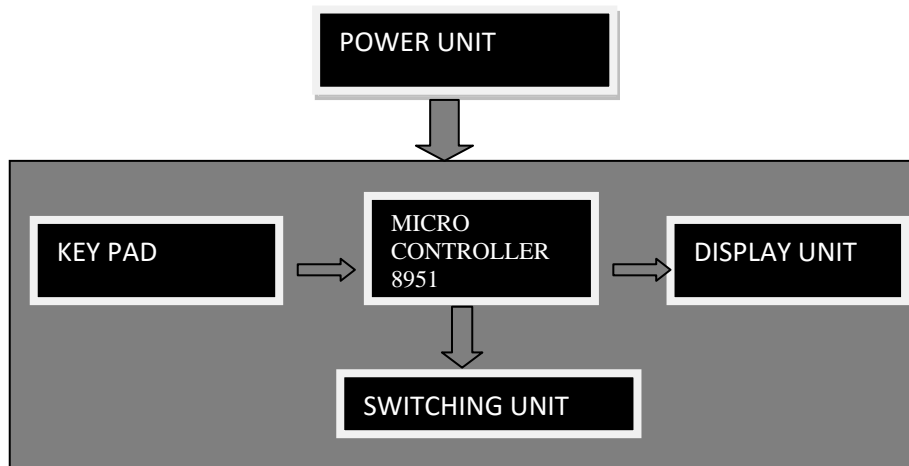 POWER UNIT
KEY PAD
MICRO
CONTROLLER
8951
DISPLAY UNIT
SWITCHING UNIT